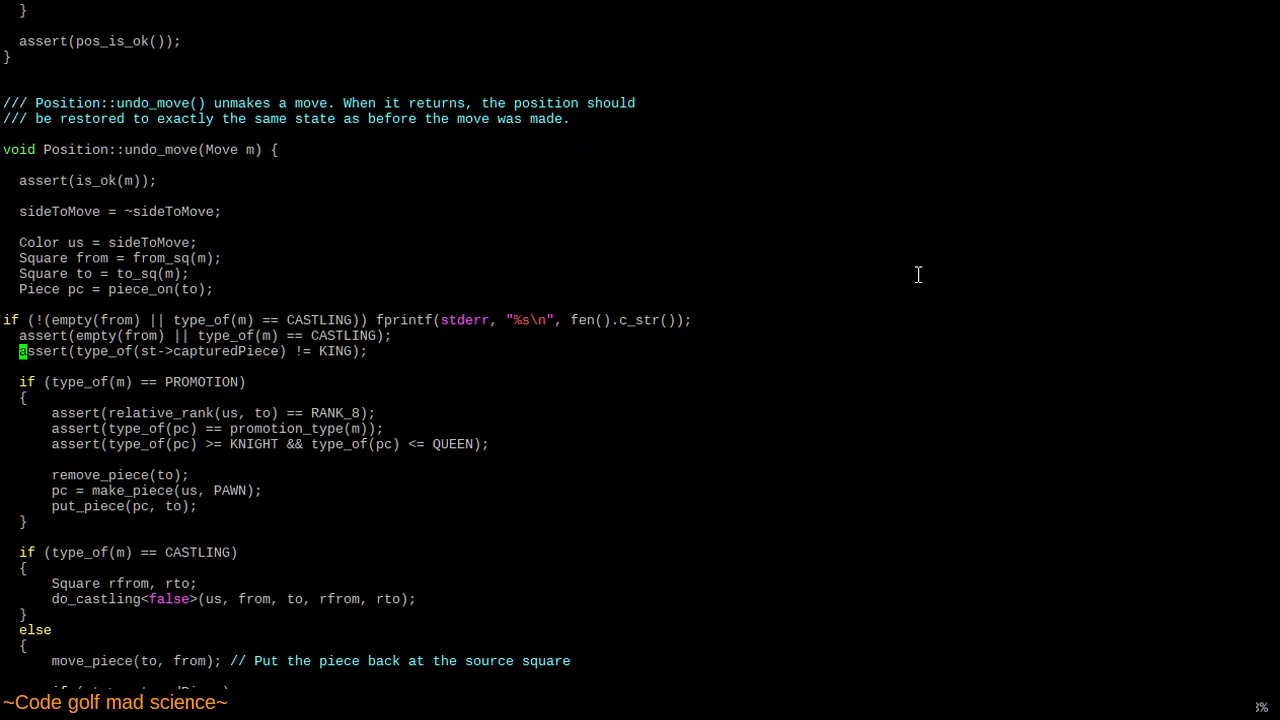 }
assert(pos_is_ok());
}
/// Position::undo_move() unmakes a move. When it returns, the position should
/// be restored to exactly the same state as before the move was made.
void Position::undo_move(Move m) {
assert(is_ok(m));
sideToMove = ~sideToMove;
Color us = sideToMove;
Square from = from_sq(m);
Square to = to_sq(m);
Piece pc = piece_on(to);
if (!(empty(from) || type_of(m) == CASTLING)) fprintf(stderr, "%s\n", fen().c_str());
assert(empty(from) || type_of(m) == CASTLING);
assert(type_of(st->capturedPiece) != KING);
if (type_of(m) == PROMOTION)
{
assert(relative_rank(us, to) == RANK_8);
assert(type_of(pc) == promotion_type(m));
assert(type_of(pc) >= KNIGHT && type_of(pc) <= QUEEN);
remove_piece(to);
pc = make_piece(us, PAWN);
put_piece(pc, to);
}
if (type_of(m) == CASTLING)
{
Square rfrom, rto;
do_castling<false>(us, from, to, rfrom, rto);
}
else
{
move_piece(to, from); // Put the piece back at the source square
~Code golf mad science~